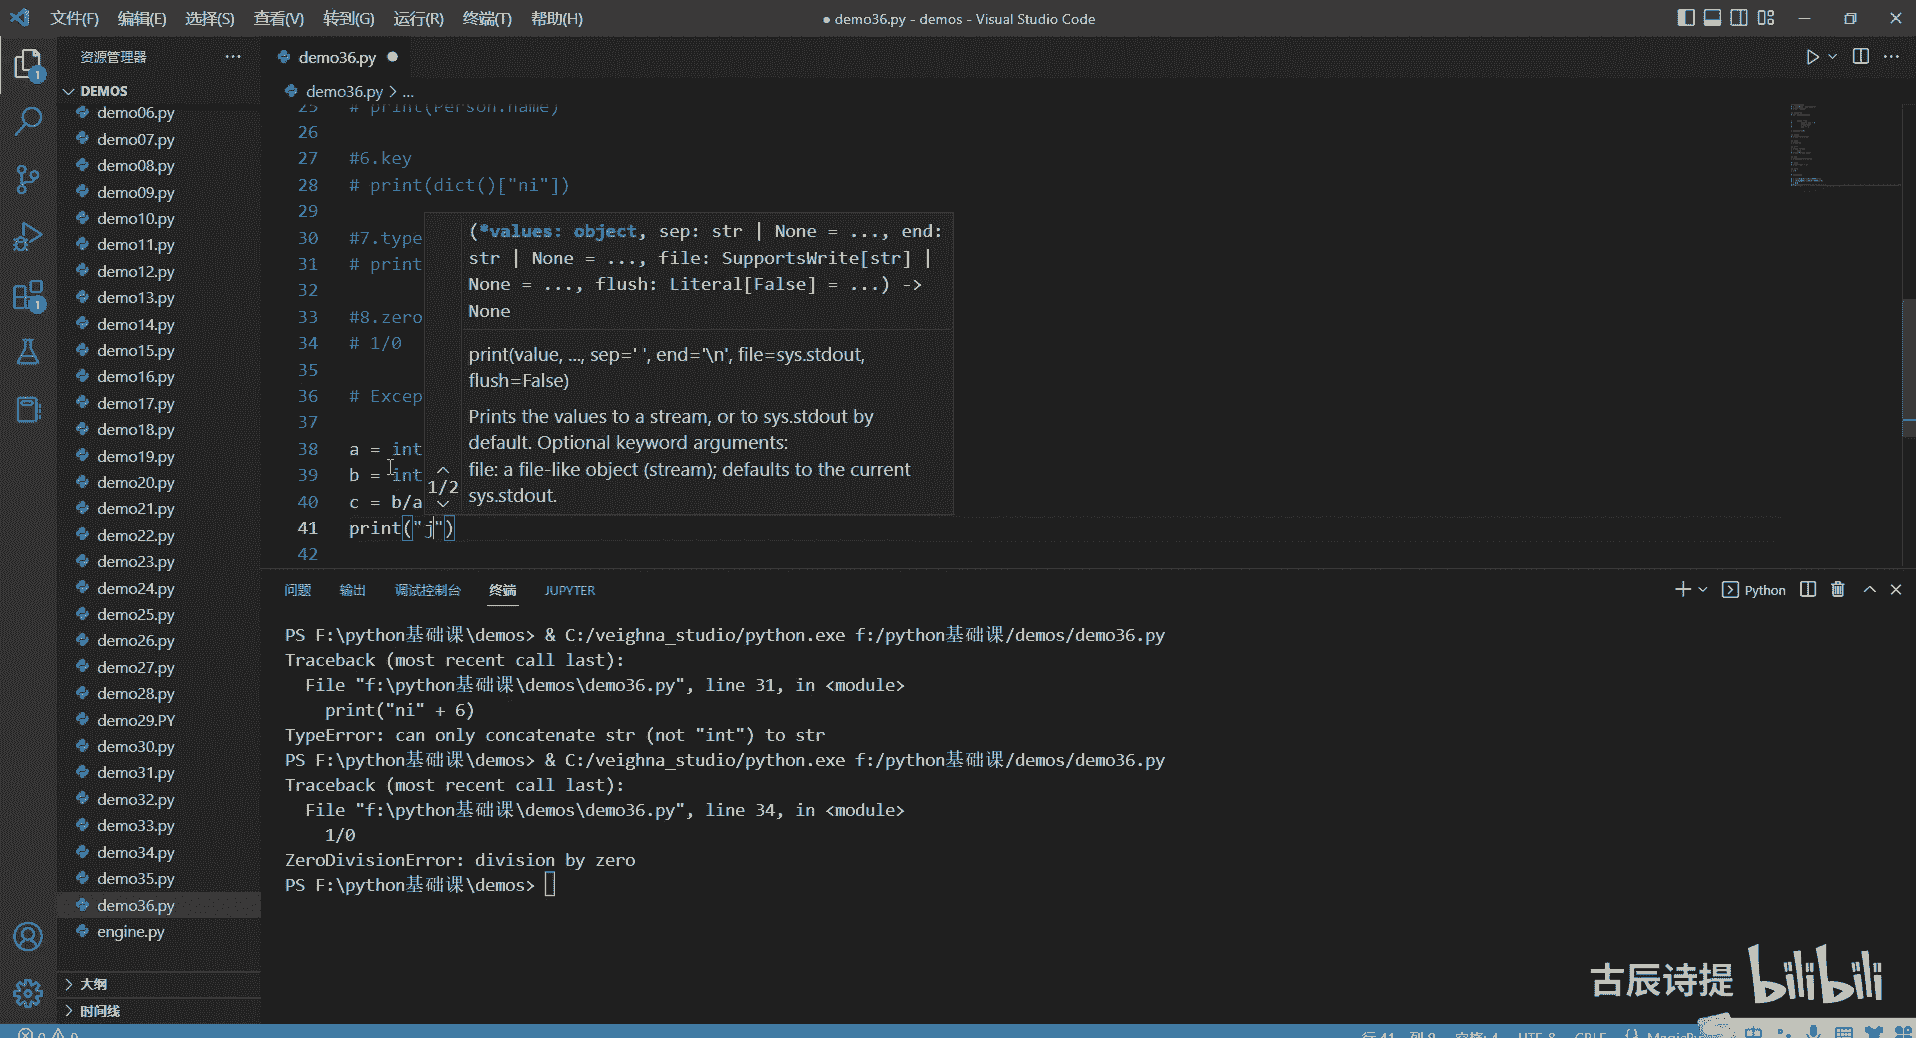 文件(F) 编辑(E) 选择(S) 查看(V) 转到(G) 运行(R) 终端(T) 帮助(H)
● demo36.py - demos - Visual Studio Code
资源管理器 ···
demo36.py ●
DEMOS
demo36.py > ...
demo06.py
demo07.py
demo08.py
demo09.py
demo10.py
demo11.py
demo12.py
demo13.py
demo14.py
demo15.py
demo16.py
demo17.py
demo18.py
demo19.py
demo20.py
demo21.py
demo22.py
demo23.py
demo24.py
demo25.py
demo26.py
demo27.py
demo28.py
demo29.PY
demo30.py
demo31.py
demo32.py
demo33.py
demo34.py
demo35.py
demo36.py
engine.py
大纲
时间线
25 # print(Person.name)
26
27 #6.key
28 # print(dict()["ni"])
29
30 #7.type
31 # print
32
33 #8.zero
34 # 1/0
35
36 # Excep
37
38 a = int
39 b = int
40 c = b/a
41 print("j")
42
(*values: object, sep: str | None = ..., end:
str | None = ..., file: SupportsWrite[str] |
None = ..., flush: Literal[False] = ...) ->
None
print(value, ..., sep=' ', end='\n', file=sys.stdout,
flush=False)
Prints the values to a stream, or to sys.stdout by
default. Optional keyword arguments:
file: a file-like object (stream); defaults to the current
sys.stdout.
1/2
问题 输出 调试控制台 终端 JUPYTER
Python
PS F:\python基础课\demos> & C:/veighna_studio/python.exe f:/python基础课/demos/demo36.py
Traceback (most recent call last):
File "f:\python基础课\demos\demo36.py", line 31, in <module>
print("ni" + 6)
TypeError: can only concatenate str (not "int") to str
PS F:\python基础课\demos> & C:/veighna_studio/python.exe f:/python基础课/demos/demo36.py
Traceback (most recent call last):
File "f:\python基础课\demos\demo36.py", line 34, in <module>
1/0
ZeroDivisionError: division by zero
PS F:\python基础课\demos>
古辰诗提 bilibili